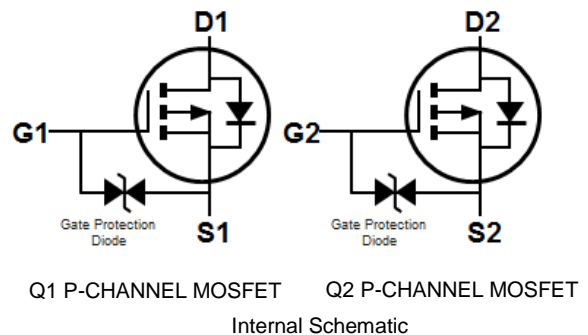 D1 D2
G1 G2
Gate Protection Gate Protection
Diode Diode
S1 S2
Q1 P-CHANNEL MOSFET Q2 P-CHANNEL MOSFET
Internal Schematic